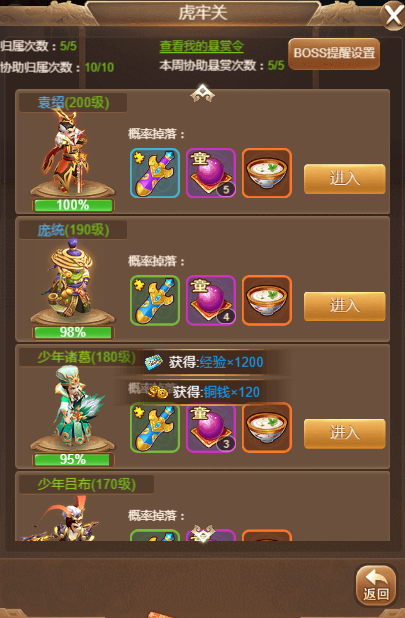 虎牢关
归属次数：5/5
查看我的悬赏令
BOSS提醒设置
协助归属次数：10/10
本周协助悬赏次数：5/5
袁绍(200级)
概率掉落：
童
5
进入
100%
庞统(190级)
概率掉落：
童
4
进入
98%
少年诸葛(180级)
获得:经验×1200
获得:铜钱×120
童
3
进入
95%
少年吕布(170级)
概率掉落：
童
返回